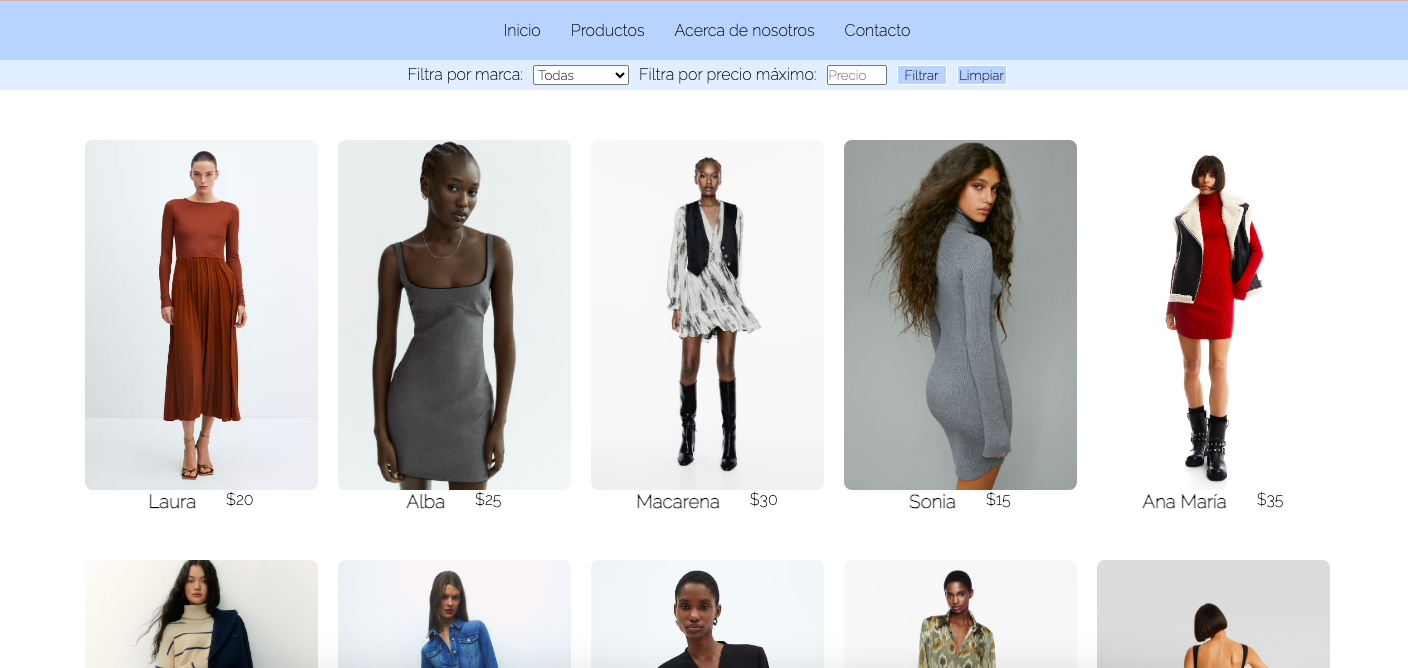 Inicio Productos Acerca de nosotros Contacto
Filtra por marca: Todas Filtra por precio máximo: Precio Filtrar Limpiar
Laura $20 Alba $25 Macarena $30 Sonia $15 Ana María $35